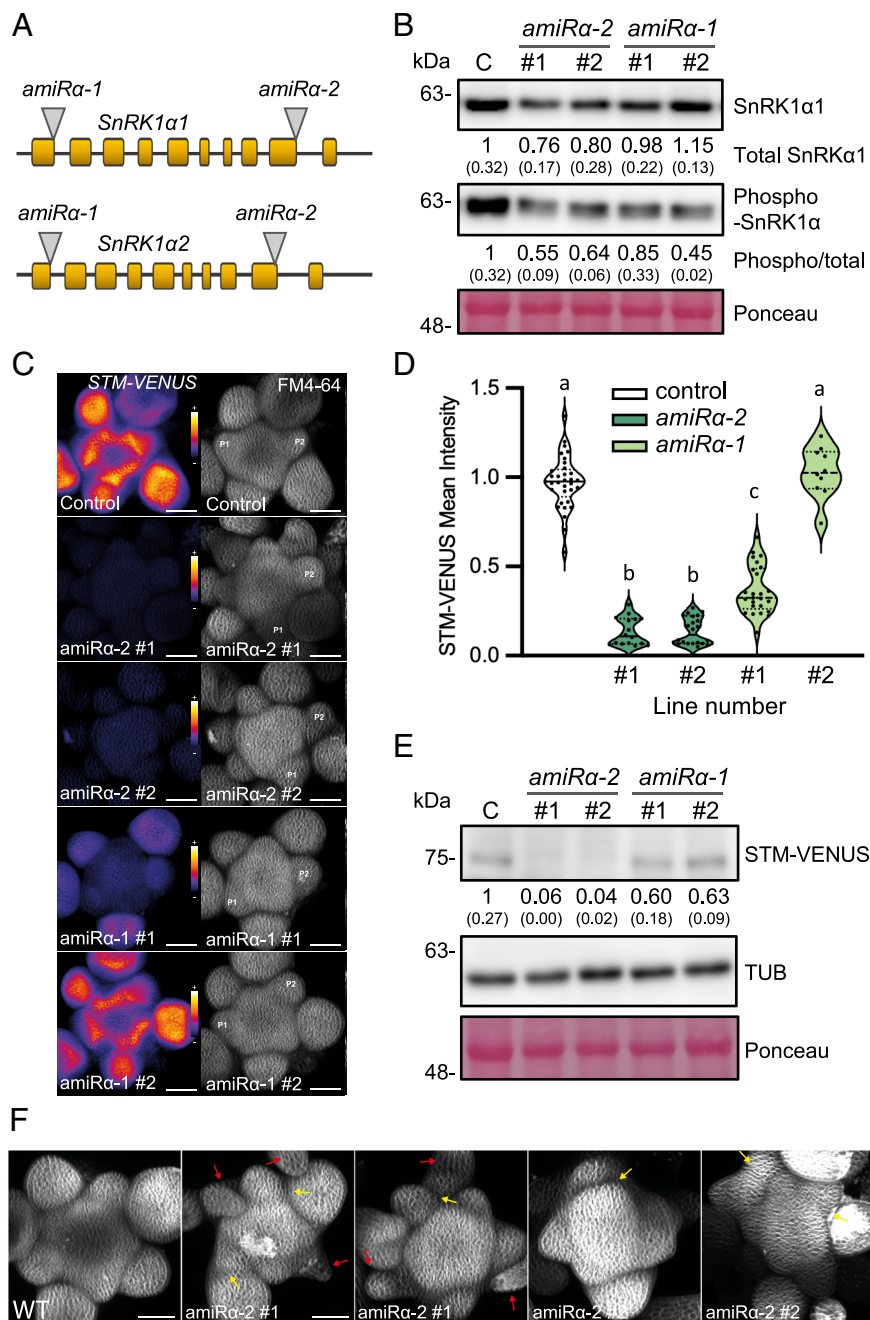 A
amiRα-1
SnRK1α1
amiRα-2
amiRα-1
SnRK1α2
amiRα-2
B
amiRα-2 amiRα-1
kDa C #1 #2 #1 #2
63- SnRK1α1
1 0.76 0.80 0.98 1.15 Total SnRKα1
(0.32) (0.17) (0.28) (0.22) (0.13)
63- Phospho
-SnRK1α
1 0.55 0.64 0.85 0.45 Phospho/total
(0.32) (0.09) (0.06) (0.33) (0.02)
48- Ponceau
C
STM-VENUS FM4-64
+
-
P1 P2
Control Control
+
-
P2
P1
amiRα-2 #1 amiRα-2 #1
+
-
P2
P1
amiRα-2 #2 amiRα-2 #2
+
-
P2
P1
amiRα-1 #1 amiRα-1 #1
+
-
P2
P1
amiRα-1 #2 amiRα-1 #2
D
STM-VENUS Mean Intensity
1.5
1.0
0.5
0.0
a
b
b
c
a
control
amiRα-2
amiRα-1
#1 #2 #1 #2
Line number
E
amiRα-2 amiRα-1
kDa C #1 #2 #1 #2
75- STM-VENUS
1 0.06 0.04 0.60 0.63
(0.27) (0.00) (0.02) (0.18) (0.09)
63-
TUB
48- Ponceau
F
WT amiRα-2 #1 amiRα-2 #1 amiRα-2 #2 amiRα-2 #2